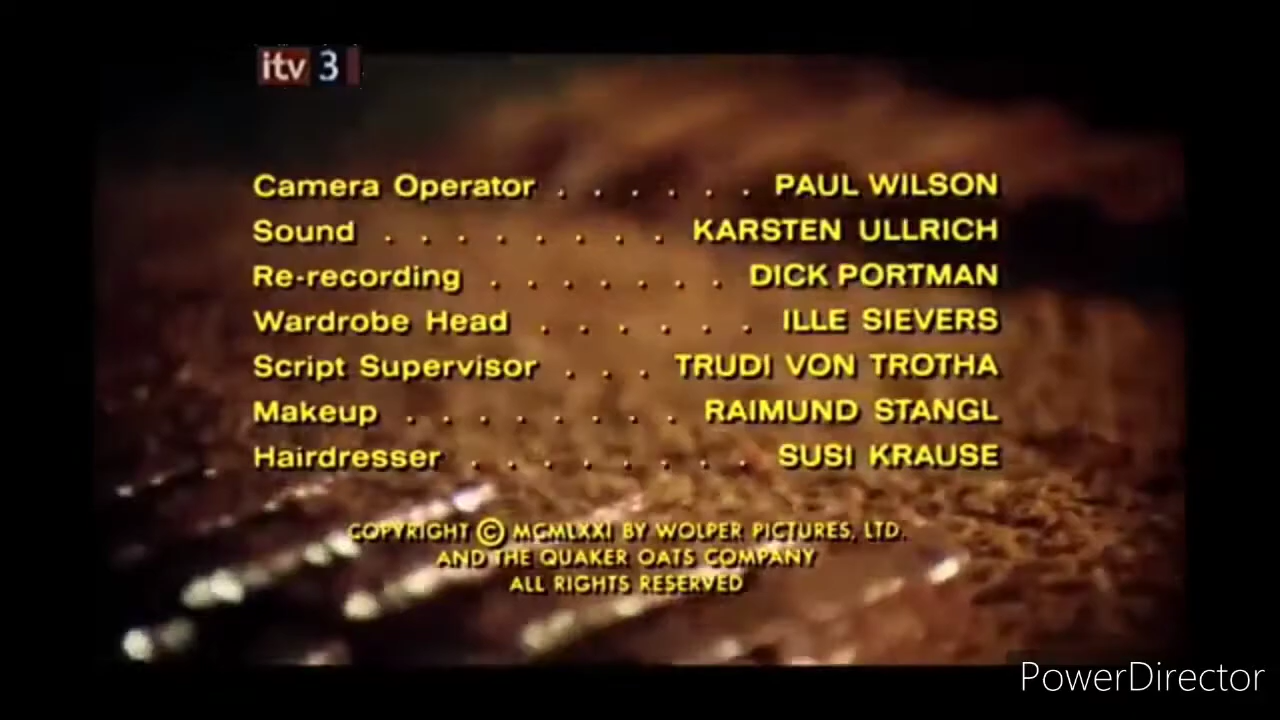 itv 3
Camera Operator . . . . . . PAUL WILSON
Sound . . . . . . . . KARSTEN ULLRICH
Re-recording . . . . . . . DICK PORTMAN
Wardrobe Head . . . . . . ILLE SIEVERS
Script Supervisor . . . TRUDI VON TROTHA
Makeup . . . . . . . . RAIMUND STANGL
Hairdresser . . . . . . . . SUSI KRAUSE
COPYRIGHT © MCMLXXI BY WOLPER PICTURES, LTD.
AND THE QUAKER OATS COMPANY
ALL RIGHTS RESERVED
PowerDirector